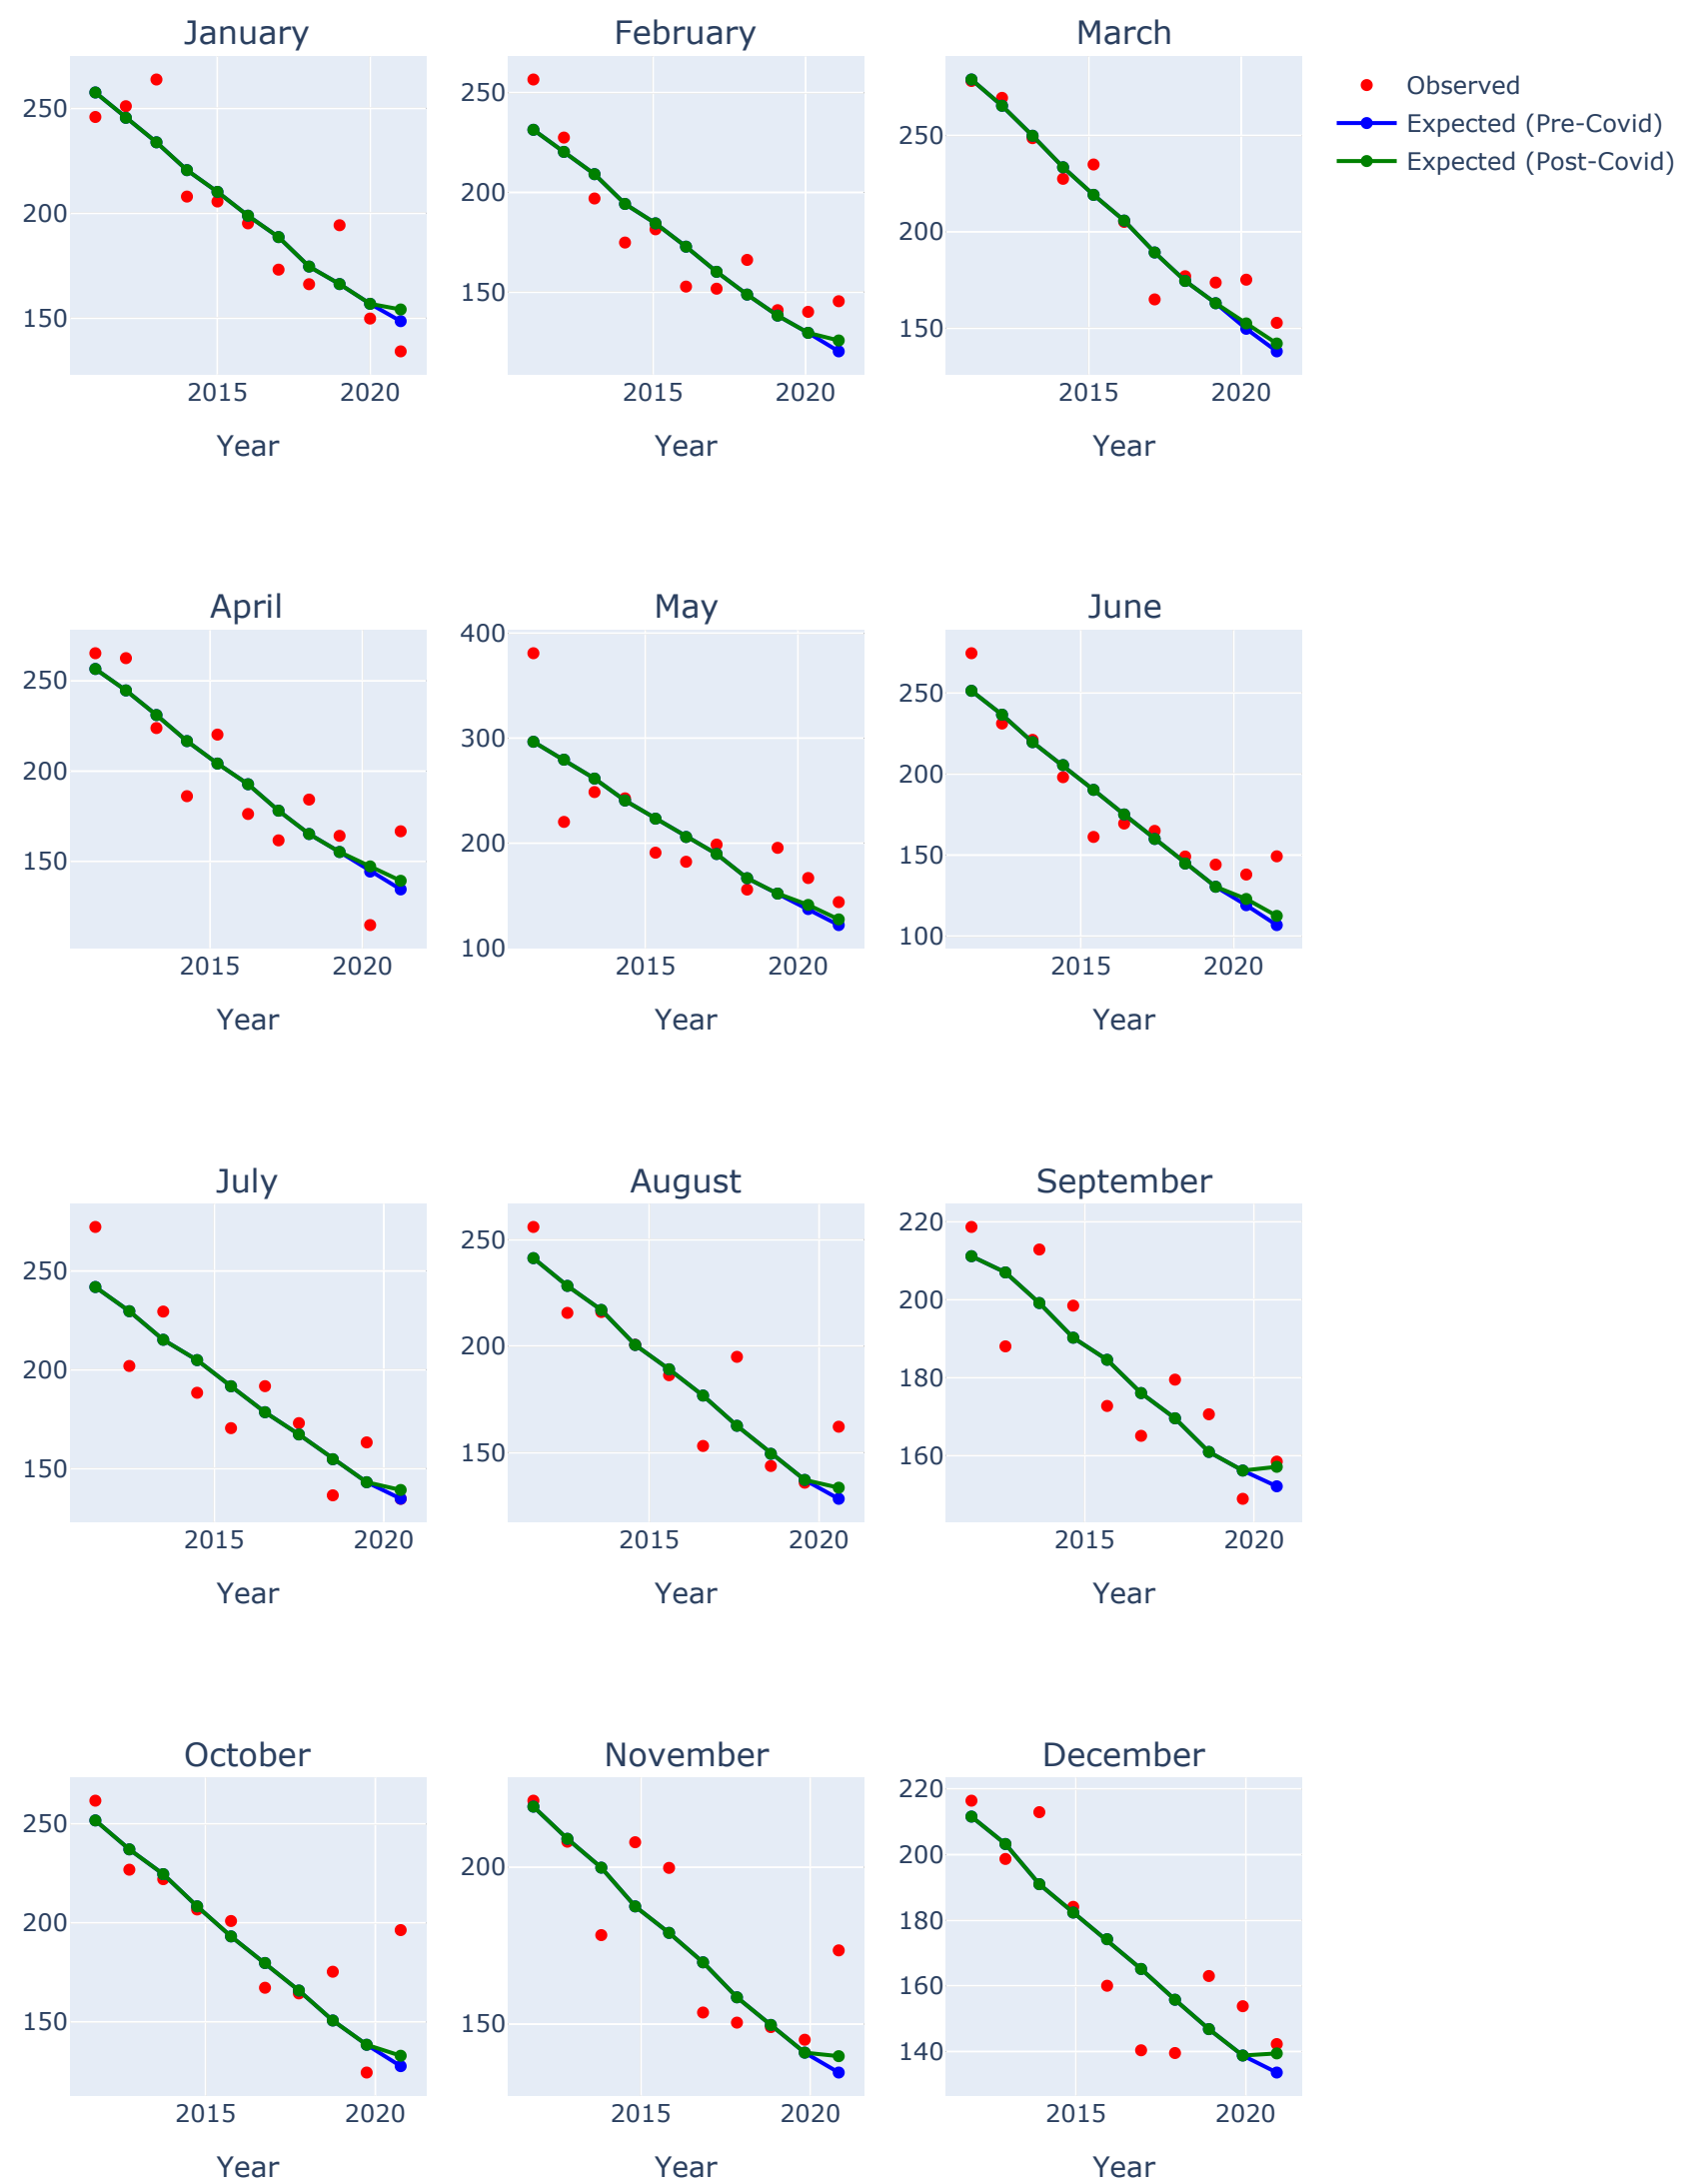 January
February
March
Observed
Expected (Pre-Covid)
Expected (Post-Covid)
250
200
150
2015
2020
Year
250
200
150
2015
2020
Year
250
200
150
2015
2020
Year
April
May
June
250
200
150
2015
2020
Year
400
300
200
100
2015
2020
Year
250
200
150
100
2015
2020
Year
July
August
September
250
200
150
2015
2020
Year
250
200
150
2015
2020
Year
220
200
180
160
2015
2020
Year
October
November
December
250
200
150
2015
2020
Year
200
150
2015
2020
Year
220
200
180
160
140
2015
2020
Year